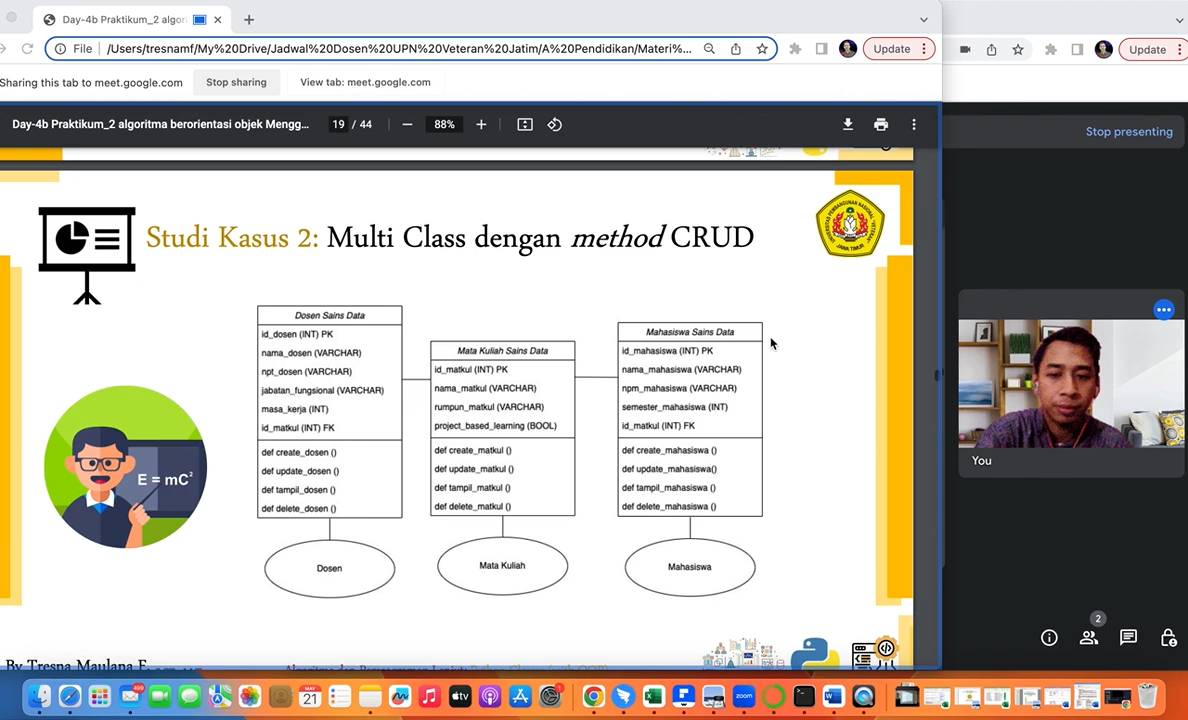 Day-4b Praktikum_2 algori
File
/Users/tresnamf/My%20Drive/Jadwal%20Dosen%20UPN%20Veteran%20Jatim/A%20Pendidikan/Materi%...
Update
Update
Sharing this tab to meet.google.com
Stop sharing
View tab: meet.google.com
Day-4b Praktikum_2 algoritma berorientasi objek Mengg...
19 / 44
88%
Stop presenting
Studi Kasus 2: Multi Class dengan method CRUD
Dosen Sains Data
id_dosen (INT) PK
nama_dosen (VARCHAR)
npt_dosen (VARCHAR)
jabatan_fungsional (VARCHAR)
masa_kerja (INT)
id_matkul (INT) FK
def create_dosen ()
def update_dosen ()
def tampil_dosen ()
def delete_dosen ()
Dosen
Mata Kuliah Sains Data
id_matkul (INT) PK
nama_matkul (VARCHAR)
rumpun_matkul (VARCHAR)
project_based_learning (BOOL)
def create_matkul ()
def update_matkul ()
def tampil_matkul ()
def delete_matkul ()
Mata Kuliah
Mahasiswa Sains Data
id_mahasiswa (INT) PK
nama_mahasiswa (VARCHAR)
npm_mahasiswa (VARCHAR)
semester_mahasiswa (INT)
id_matkul (INT) FK
def create_mahasiswa ()
def update_mahasiswa()
def tampil_mahasiswa ()
def delete_mahasiswa ()
Mahasiswa
E = mC²
You
2
By Tresna Maulana F.
MAY
21
zoom
tv